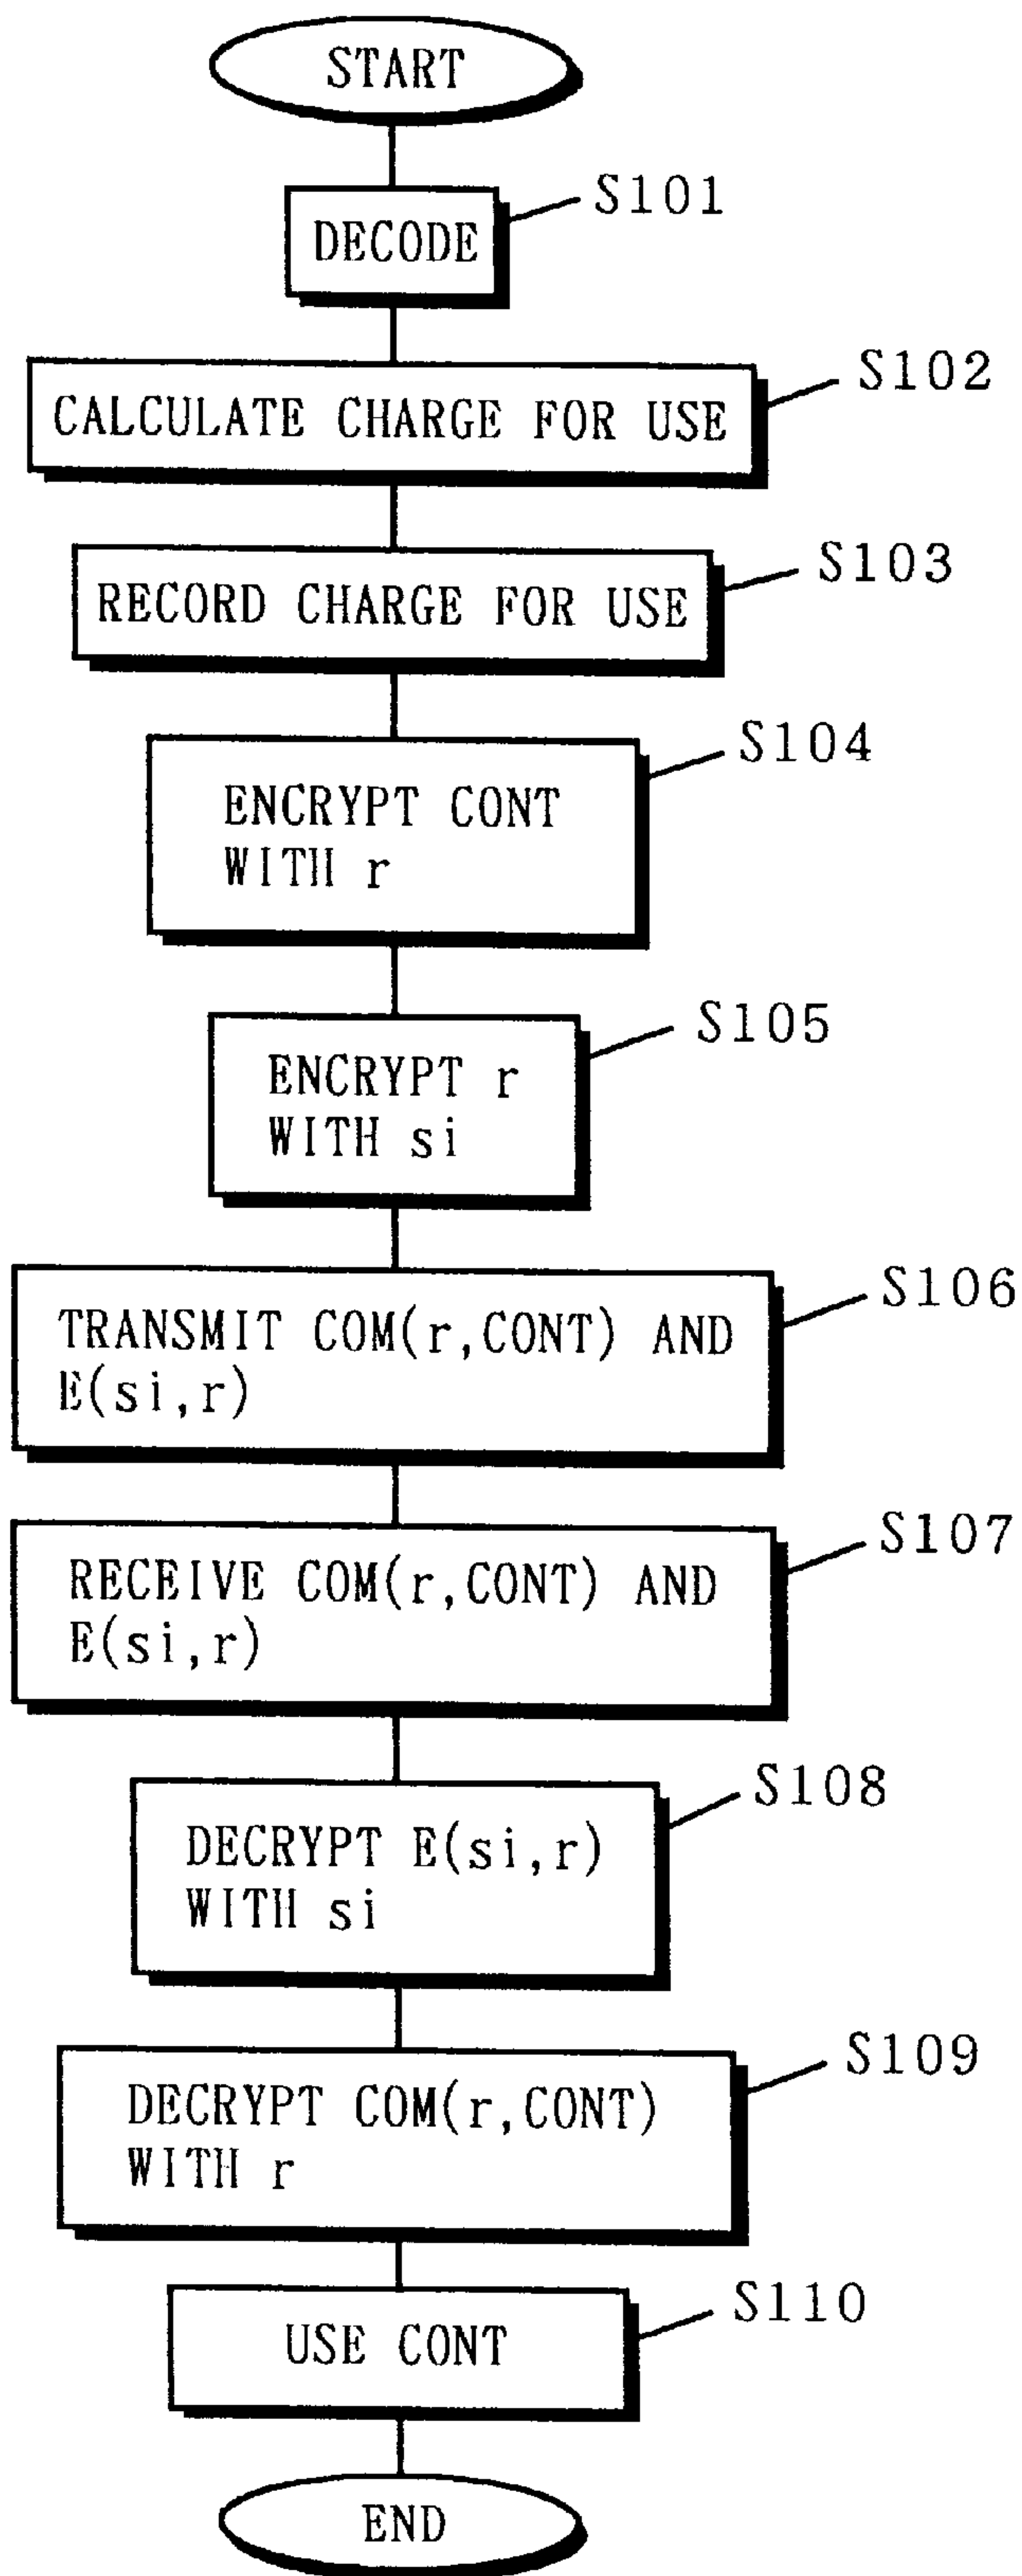 START
S101
DECODE
S102
CALCULATE CHARGE FOR USE
S103
RECORD CHARGE FOR USE
S104
ENCRYPT CONT
WITH r
S105
ENCRYPT r
WITH si
S106
TRANSMIT COM(r,CONT) AND
E(si,r)
S107
RECEIVE COM(r,CONT) AND
E(si,r)
S108
DECRYPT E(si,r)
WITH si
S109
DECRYPT COM(r,CONT)
WITH r
S110
USE CONT
END